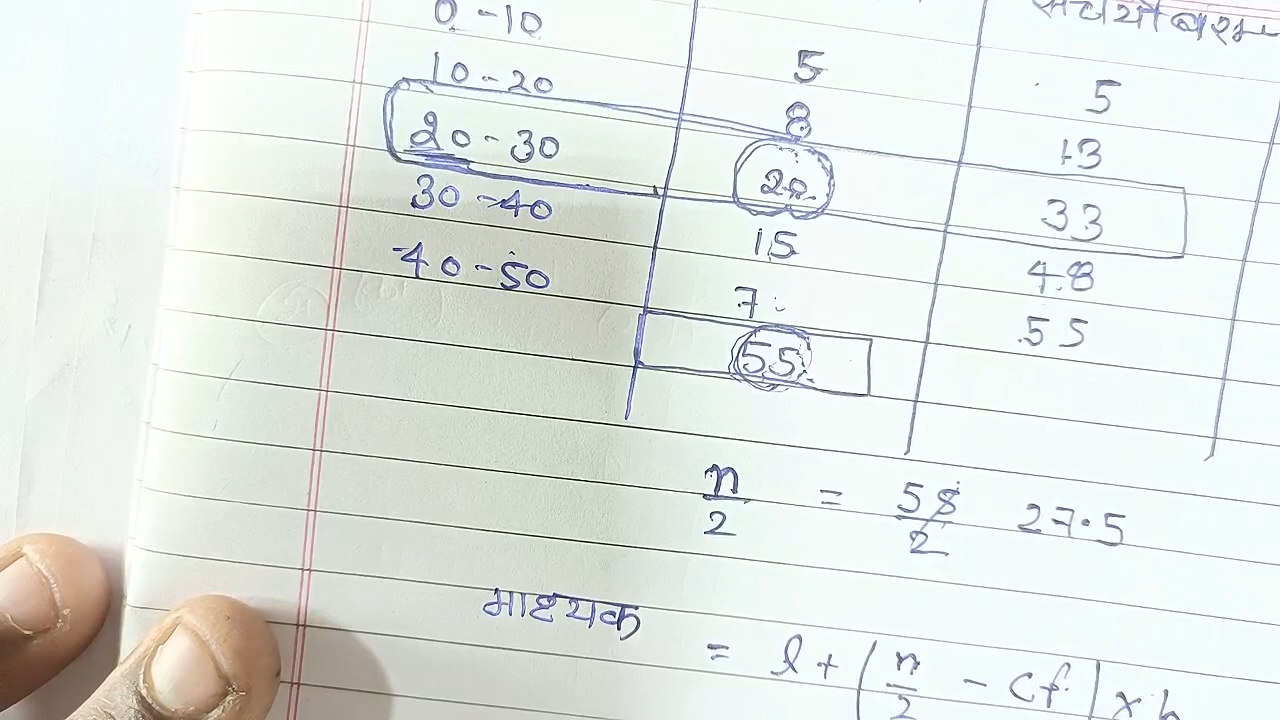 0-10 5 5
10-20 8 13
20-30 20 33
30-40 15 48
40-50 7 55
55
n/2 = 55/2 27.5
माध्यक
= l + (n/2 - cf) x h